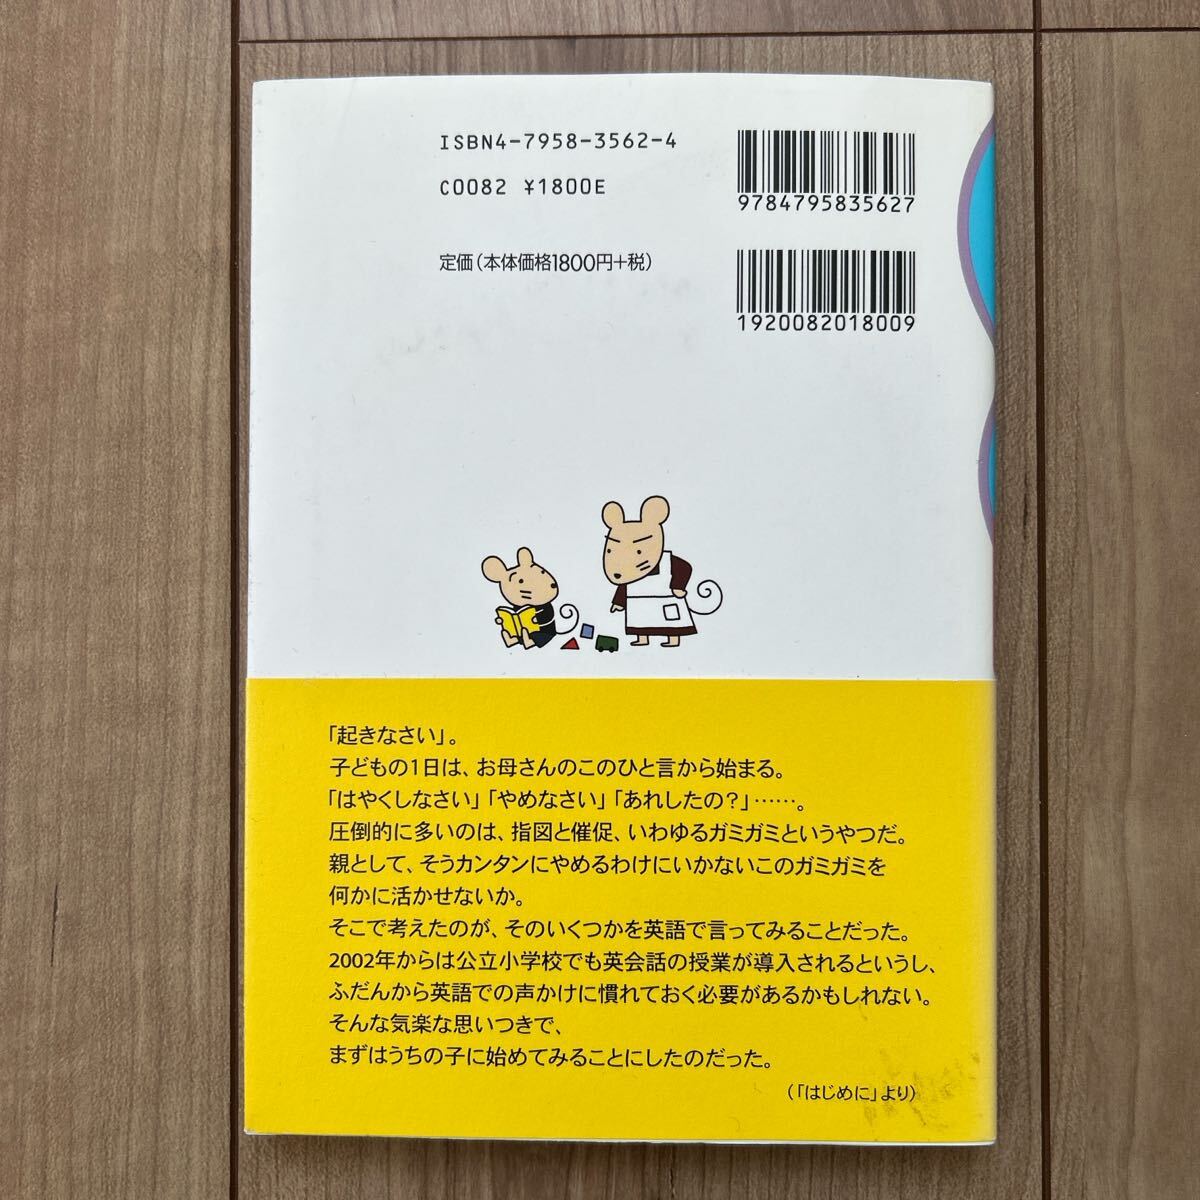 ISBN4-7958-3562-4
C0082 ¥1800E
定価(本体価格1800円+税)
9784795835627
1920082018009
「起きなさい」。
子どもの1日は、お母さんのこのひと言から始まる。
「はやくしなさい」「やめなさい」「あれしたの?」……。
圧倒的に多いのは、指図と催促、いわゆるガミガミというやつだ。
親として、そうカンタンにやめるわけにいかないこのガミガミを
何かに活かせないか。
そこで考えたのが、そのいくつかを英語で言ってみることだった。
2002年からは公立小学校でも英会話の授業が導入されるというし、
ふだんから英語での声かけに慣れておく必要があるかもしれない。
そんな気楽な思いつきで、
まずはうちの子に始めてみることにしたのだった。
(「はじめに」より)